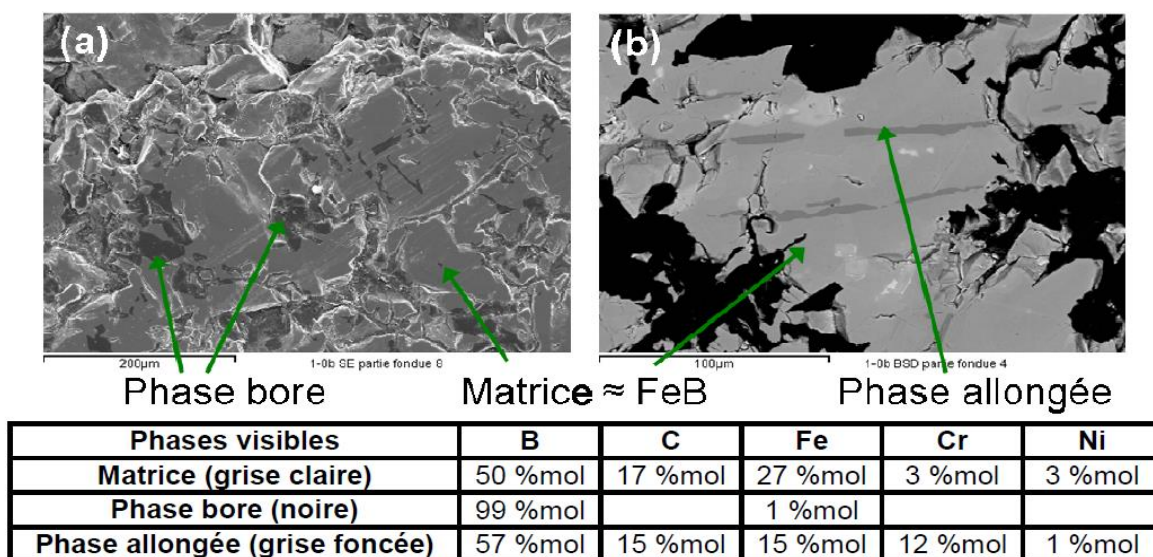 (a) (b)
200µm 1-0b SE partie fondue 6 100µm 1-0b BSD partie fondue 4
Phase bore Matrice ≈ FeB Phase allongée
Phases visibles B C Fe Cr Ni
Matrice (grise claire) 50 %mol 17 %mol 27 %mol 3 %mol 3 %mol
Phase bore (noire) 99 %mol 1 %mol
Phase allongée (grise foncée) 57 %mol 15 %mol 15 %mol 12 %mol 1 %mol